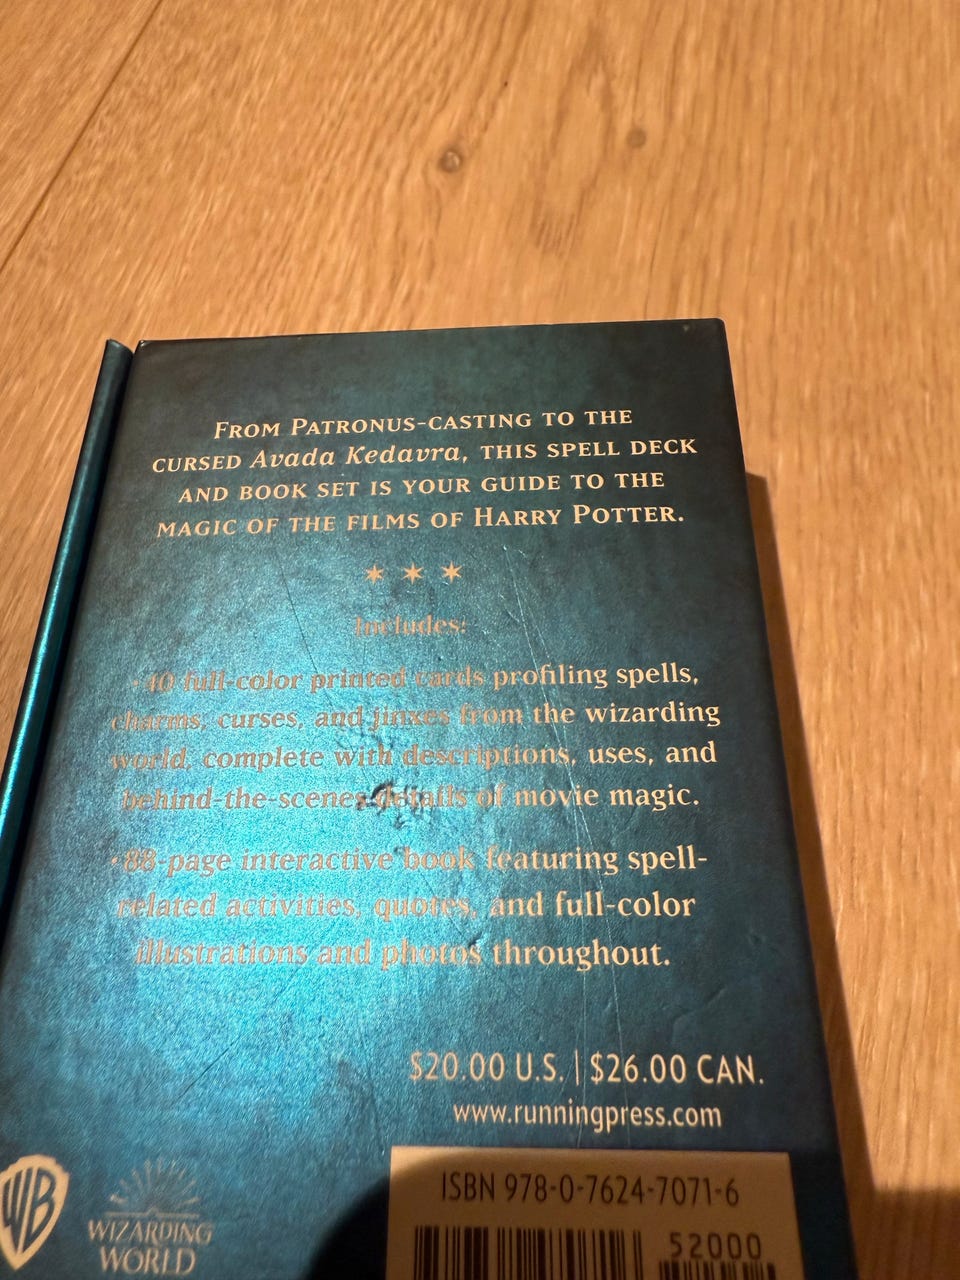 FROM PATRONUS-CASTING TO THE
CURSED Avada Kedavra, THIS SPELL DECK
AND BOOK SET IS YOUR GUIDE TO THE
MAGIC OF THE FILMS OF HARRY POTTER.
Includes:
• 40 full-color printed cards profiling spells,
charms, curses, and jinxes from the wizarding
world, complete with descriptions, uses, and
behind-the-scenes details of movie magic.
• 88-page interactive book featuring spell-
related activities, quotes, and full-color
illustrations and photos throughout.
$20.00 U.S. | $26.00 CAN.
www.runningpress.com
ISBN 978-0-7624-7071-6
52000
WB
WIZARDING
WORLD